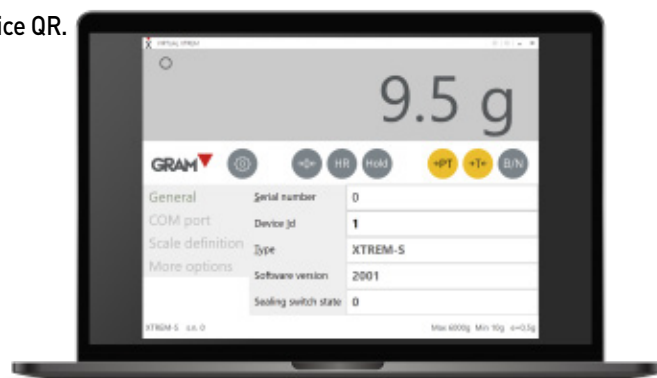 ice QR.
VIRTUAL XTREM
9.5 g
GRAM
→0← HR Hold →PT →T← B/N
General
COM port
Scale definition
More options
Serial number 0
Device Id 1
Type XTREM-S
Software version 2001
Sealing switch state 0
XTREM-S s.n. 0
Max 6000g Min 10g e=0,5g